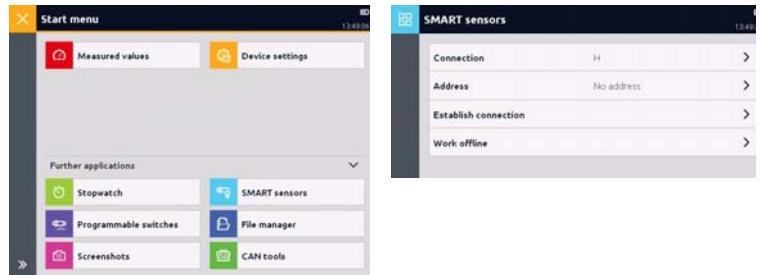 Start menu
13:49:06
Measured values
Device settings
Further applications
Stopwatch
SMART sensors
Programmable switches
File manager
Screenshots
CAN tools
SMART sensors
Connection H
Address No address
Establish connection
Work offline